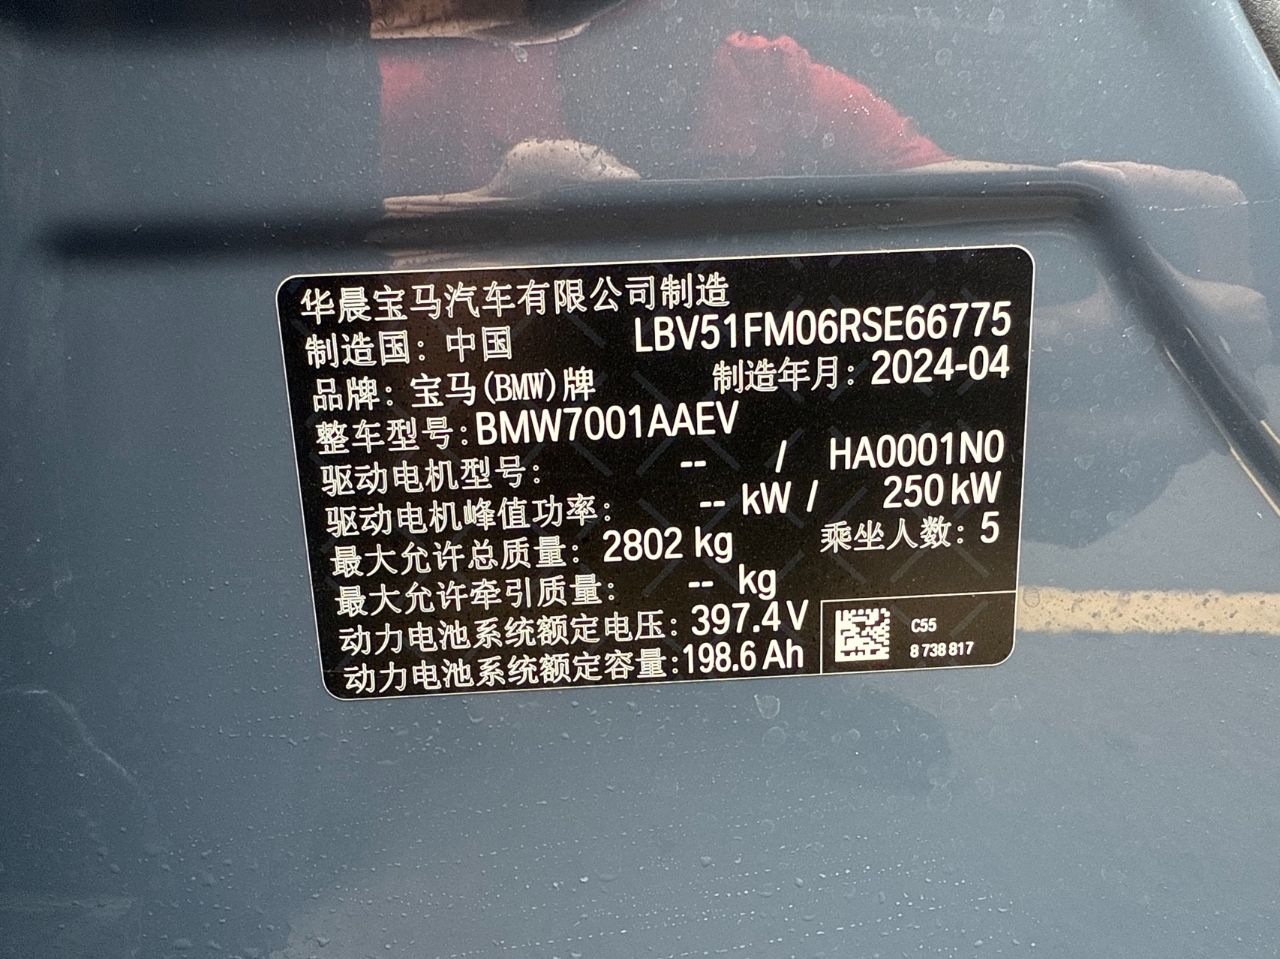 华晨宝马汽车有限公司制造
制造国：中国 LBV51FM06RSE66775
品牌：宝马(BMW)牌 制造年月：2024-04
整车型号：BMW7001AAEV
驱动电机型号： -- / HA0001N0
驱动电机峰值功率： -- kW / 250 kW
最大允许总质量：2802 kg 乘坐人数：5
最大允许牵引质量： -- kg
动力电池系统额定电压：397.4 V
动力电池系统额定容量：198.6 Ah
C55
8 738 817